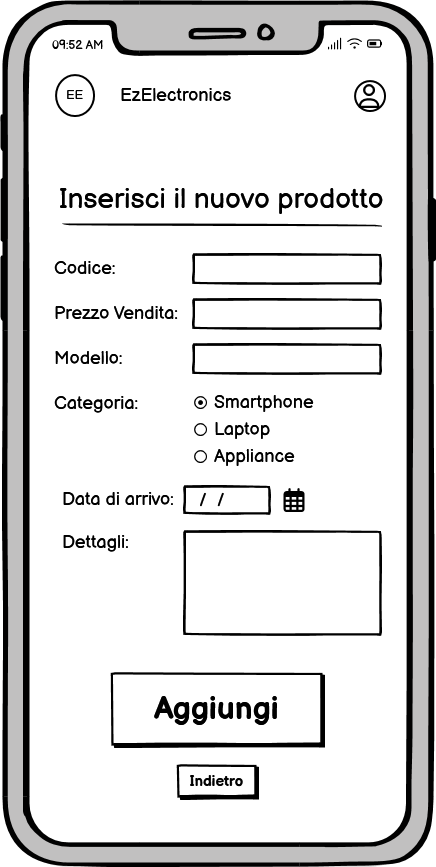 09:52 AM
EE EzElectronics
Inserisci il nuovo prodotto
Codice:
Prezzo Vendita:
Modello:
Categoria: Smartphone
Laptop
Appliance
Data di arrivo: / /
Dettagli:
Aggiungi
Indietro